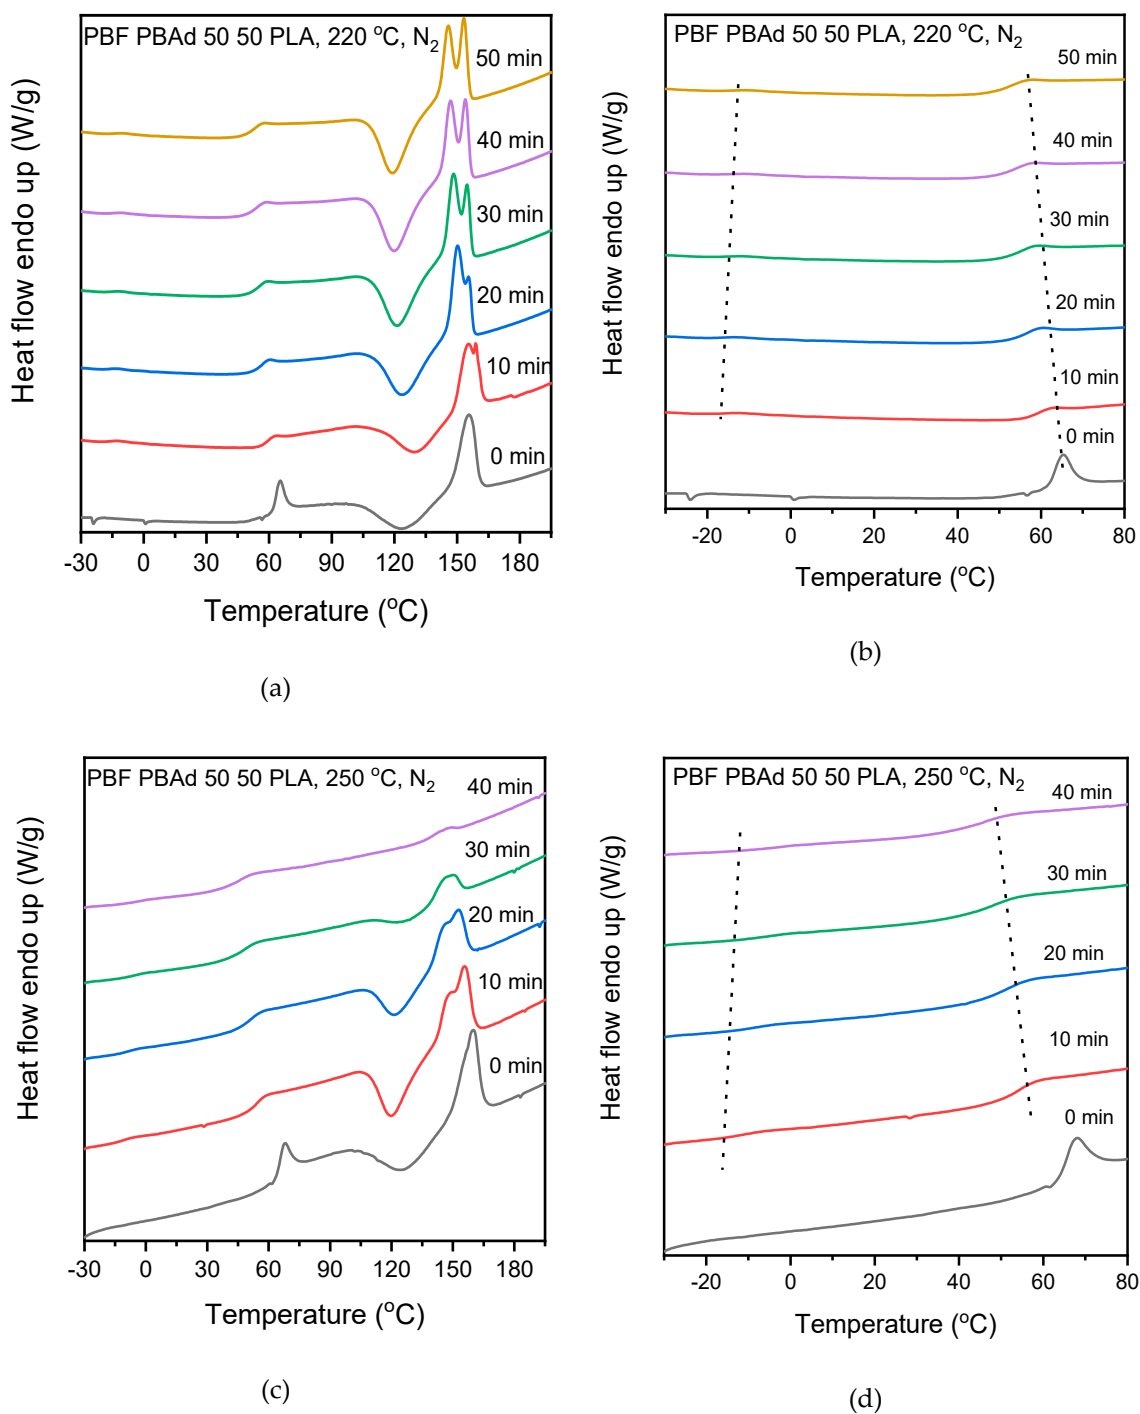 PBF PBAd 50 50 PLA, 220 °C, N₂
50 min
40 min
30 min
20 min
10 min
0 min
Heat flow endo up (W/g)
-30 0 30 60 90 120 150 180
Temperature (°C)
(a)
PBF PBAd 50 50 PLA, 220 °C, N₂
50 min
40 min
30 min
20 min
10 min
0 min
Heat flow endo up (W/g)
-20 0 20 40 60 80
Temperature (°C)
(b)
PBF PBAd 50 50 PLA, 250 °C, N₂
40 min
30 min
20 min
10 min
0 min
Heat flow endo up (W/g)
-30 0 30 60 90 120 150 180
Temperature (°C)
(c)
PBF PBAd 50 50 PLA, 250 °C, N₂
40 min
30 min
20 min
10 min
0 min
Heat flow endo up (W/g)
-20 0 20 40 60 80
Temperature (°C)
(d)